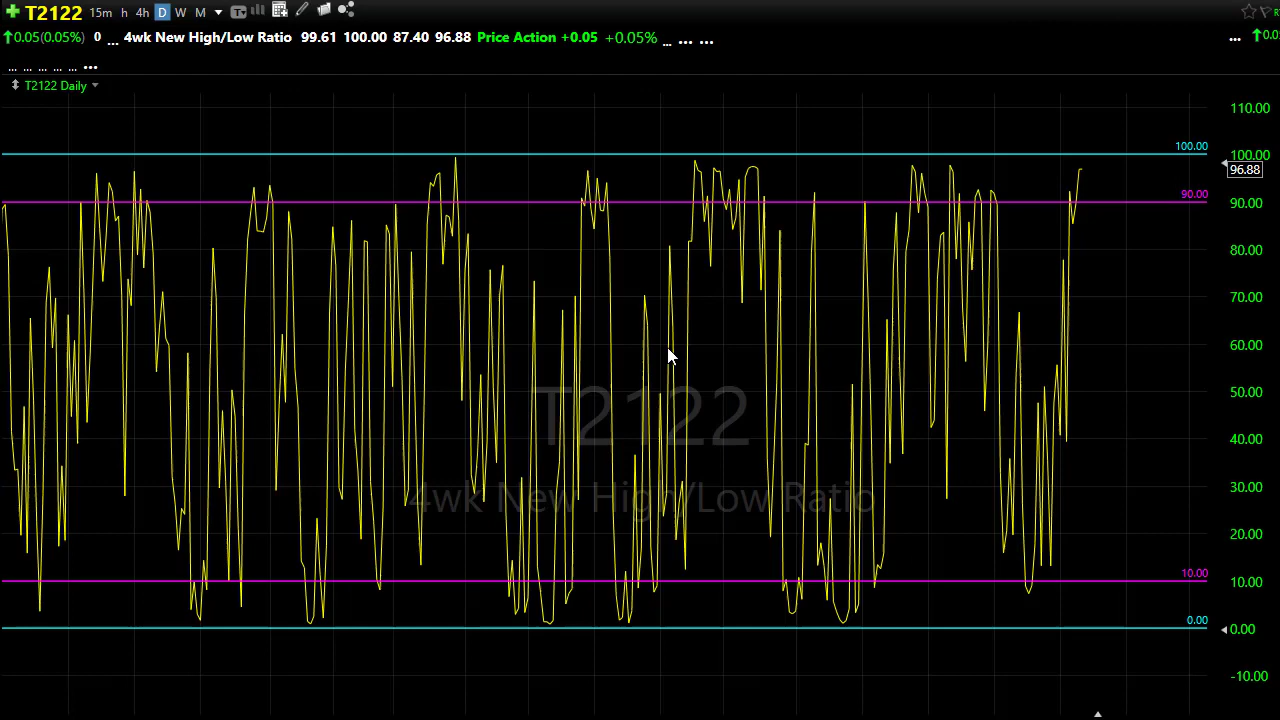 T2122 15m h 4h D W M T
0.05(0.05%) 0 ... 4wk New High/Low Ratio 99.61 100.00 87.40 96.88 Price Action +0.05 +0.05% ... ... ... ... 0.0
... ... ... ... ... ...
T2122 Daily
110.00
100.00 100.00
96.88
90.00 90.00
80.00
70.00
60.00
50.00
T2122
40.00
4wk New High/Low Ratio
30.00
20.00
10.00 10.00
0.00 0.00
-10.00